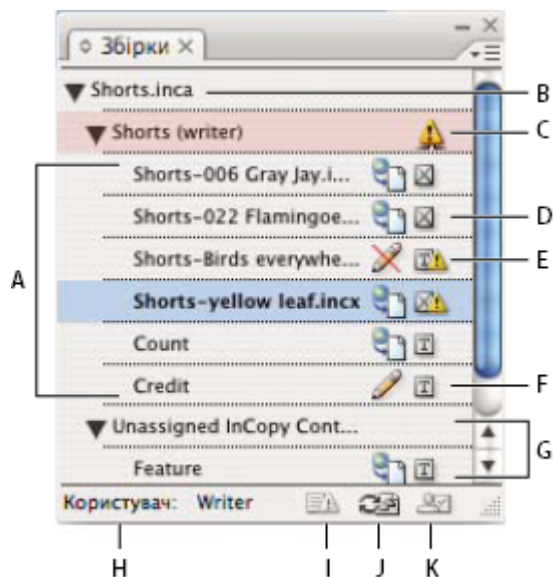 Збірки
Shorts.inca
B
Shorts (writer)
C
Shorts-006 Gray Jay.i...
Shorts-022 Flamingoe...
D
Shorts-Birds everywhe...
E
A
Shorts-yellow leaf.incx
Count
Credit
F
Unassigned InCopy Cont...
G
Feature
Користувач: Writer
H
I
J
K